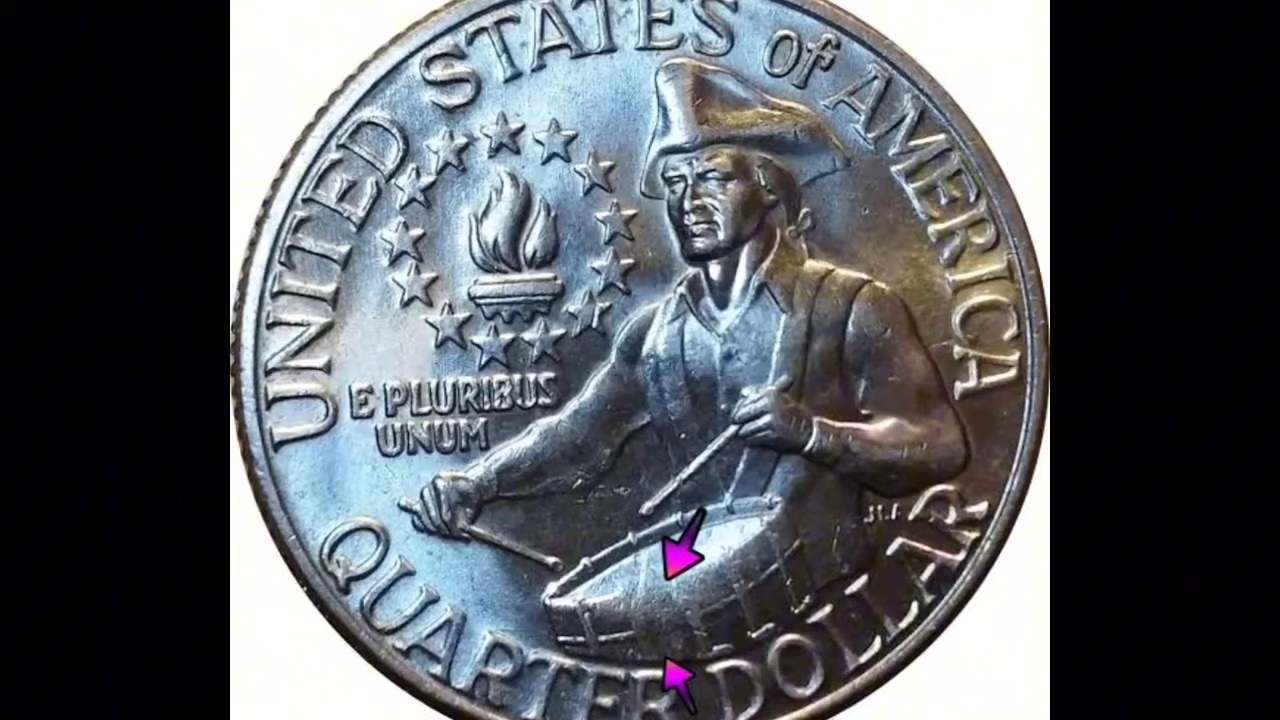 UNITED STATES of AMERICA
E PLURIBUS
UNUM
QUARTER DOLLAR